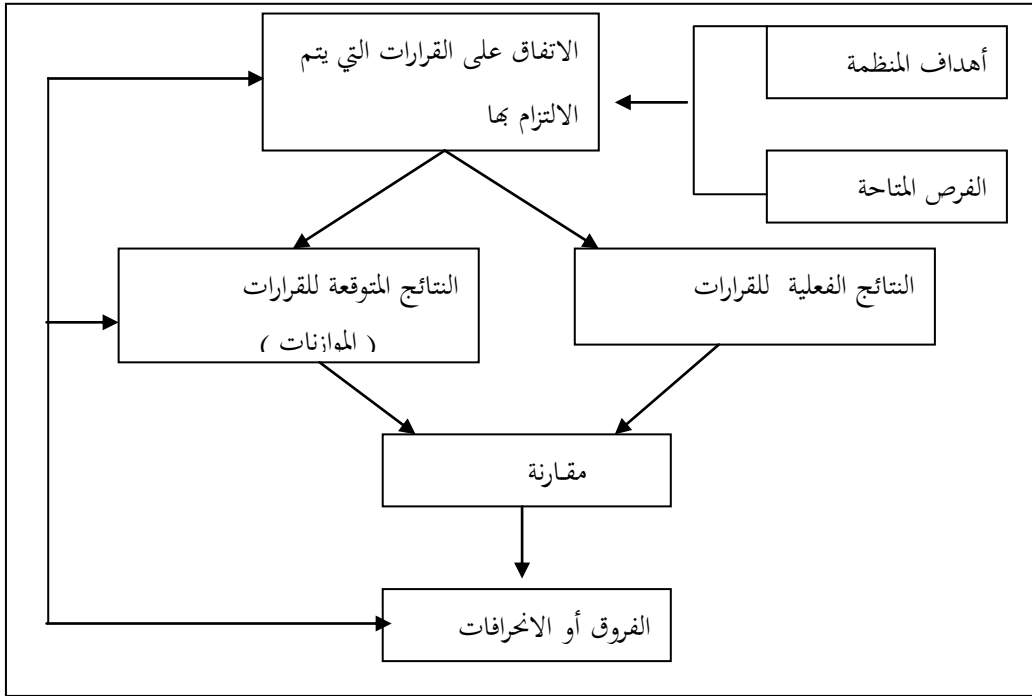 أهداف المنظمة
الاتفاق على القرارات التي يتم
الالتزام بها
الفرص المتاحة
النتائج الفعلية للقرارات
النتائج المتوقعة للقرارات
( الموازنات )
مقـارنة
الفروق أو الانحرافات